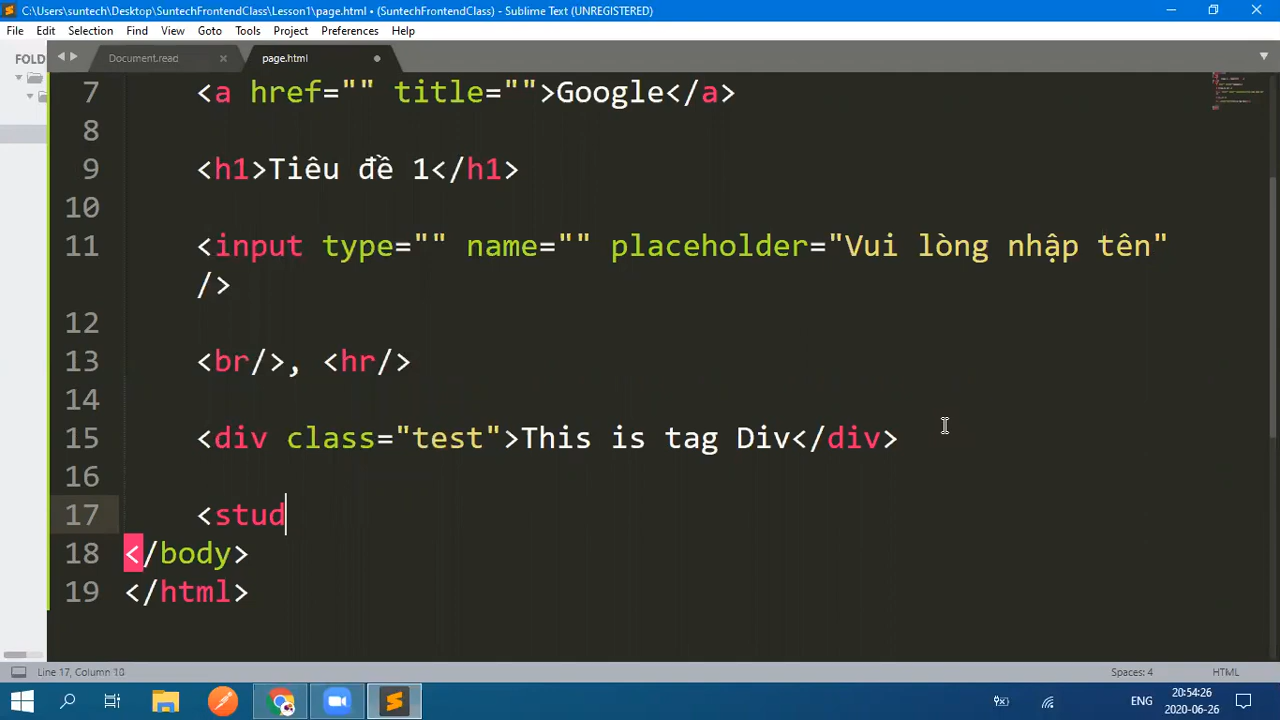 C:\Users\suntech\Desktop\SuntechFrontendClass\Lesson1\page.html • (SuntechFrontendClass) - Sublime Text (UNREGISTERED)
File Edit Selection Find View Goto Tools Project Preferences Help
FOLD
Document.read
page.html
7 <a href="" title="">Google</a>
8
9 <h1>Tiêu đề 1</h1>
10
11 <input type="" name="" placeholder="Vui lòng nhập tên"
/>
12
13 <br/>, <hr/>
14
15 <div class="test">This is tag Div</div>
16
17 <stud
18 </body>
19 </html>
Line 17, Column 10
Spaces: 4
HTML
ENG
20:54:26
2020-06-26